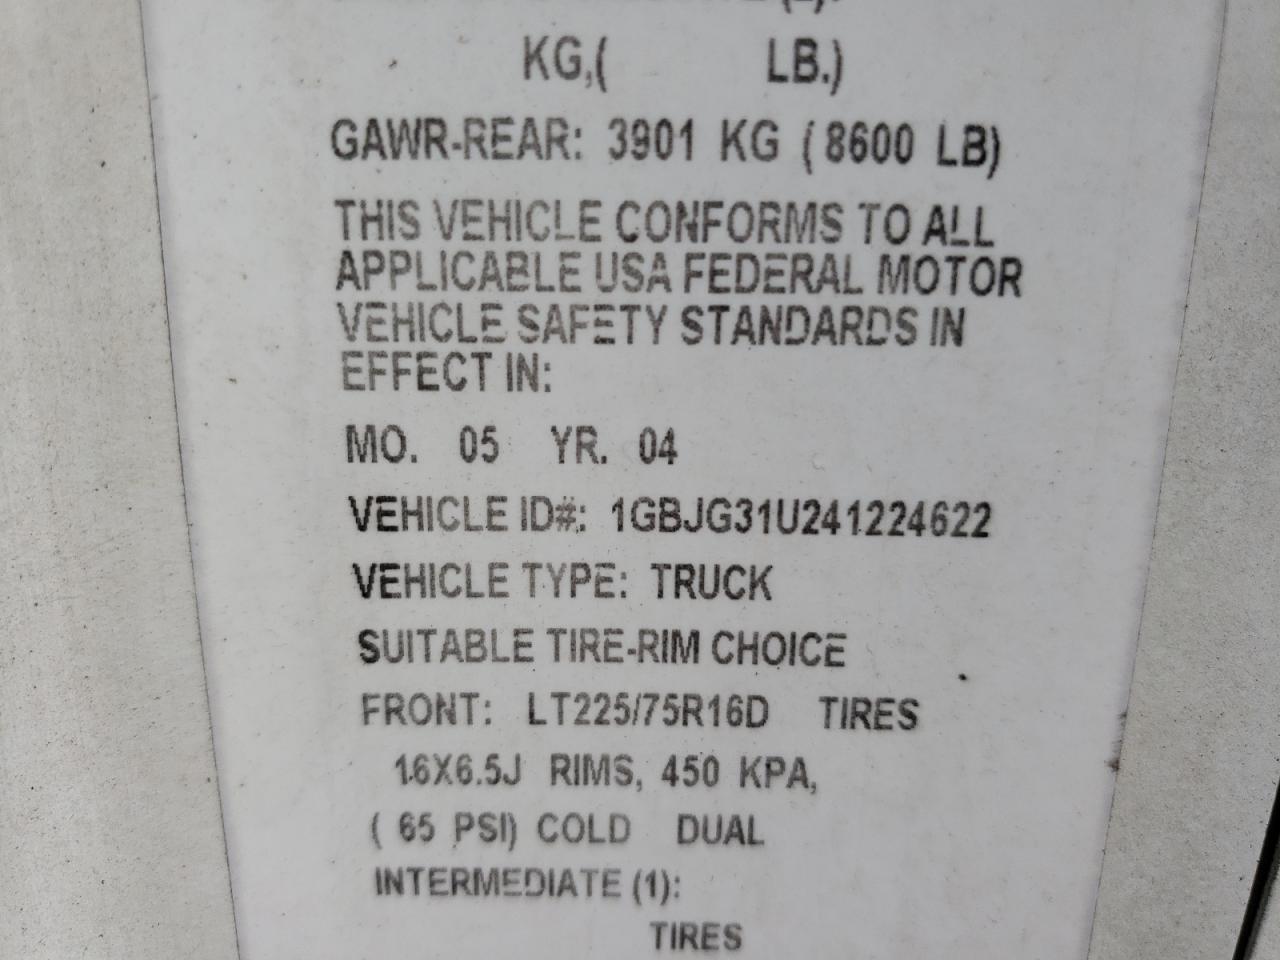 KG,( LB.)
GAWR-REAR: 3901 KG (8600 LB)
THIS VEHICLE CONFORMS TO ALL
APPLICABLE USA FEDERAL MOTOR
VEHICLE SAFETY STANDARDS IN
EFFECT IN:
MO. 05 YR. 04
VEHICLE ID#: 1GBJG31U241224622
VEHICLE TYPE: TRUCK
SUITABLE TIRE-RIM CHOICE
FRONT: LT225/75R16D TIRES
16X6.5J RIMS, 450 KPA,
( 65 PSI) COLD DUAL
INTERMEDIATE (1):
TIRES